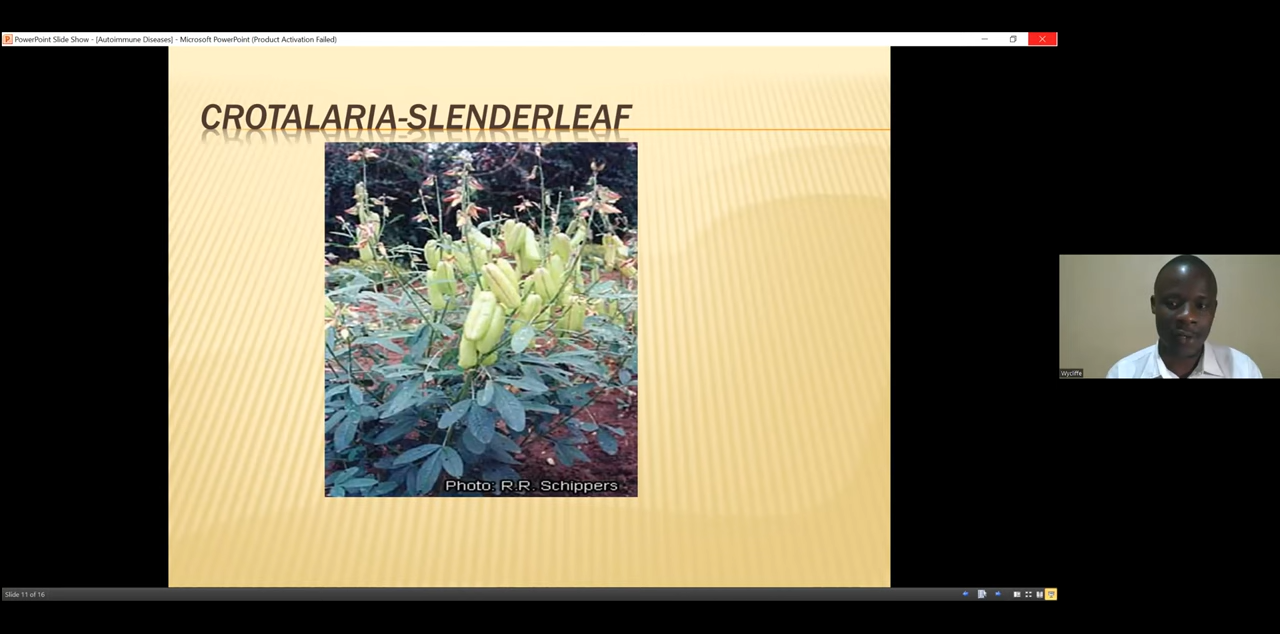 PowerPoint Slide Show - [Autoimmune Diseases] - Microsoft PowerPoint (Product Activation Failed)
CROTALARIA-SLENDERLEAF
Photo: R.R. Schippers
Wycliffe
Slide 11 of 16